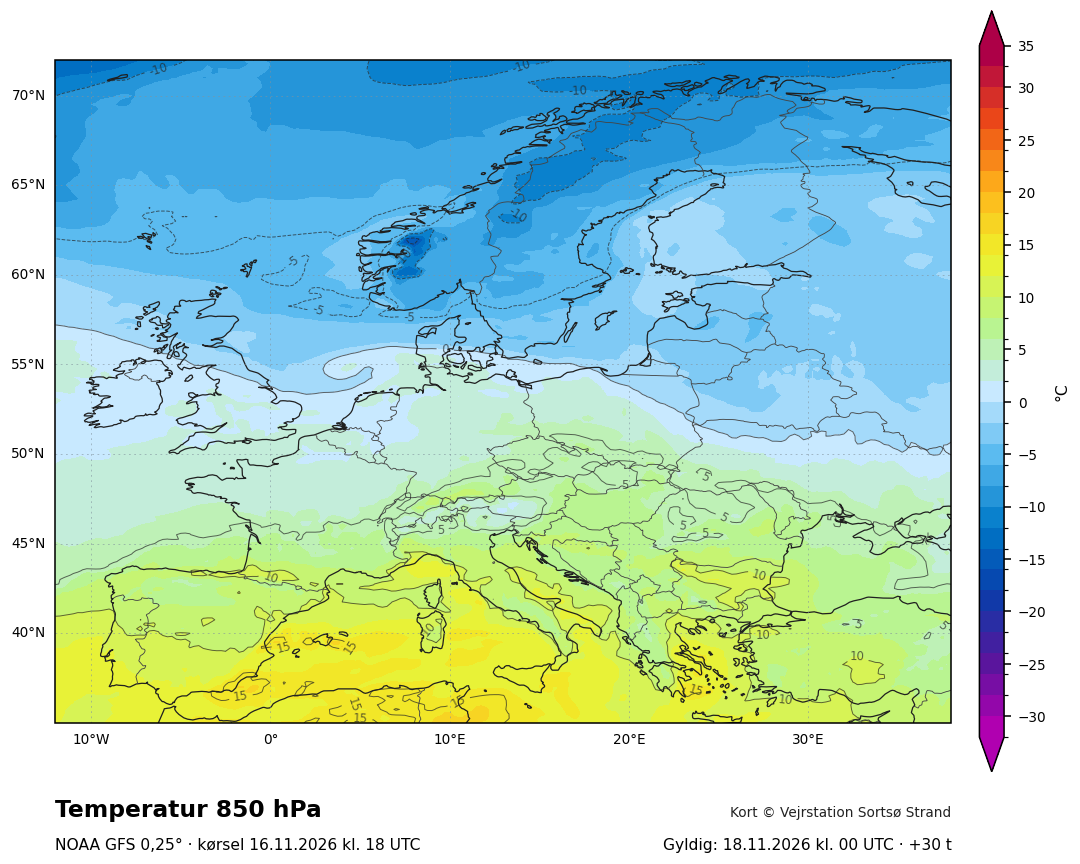 70°N
65°N
60°N
55°N
50°N
45°N
40°N
10°W 0° 10°E 20°E 30°E
35
30
25
20
15
10
5
0
−5
−10
−15
−20
−25
−30
°C
Temperatur 850 hPa
Kort © Vejrstation Sortsø Strand
NOAA GFS 0,25° · kørsel 16.11.2026 kl. 18 UTC
Gyldig: 18.11.2026 kl. 00 UTC · +30 t